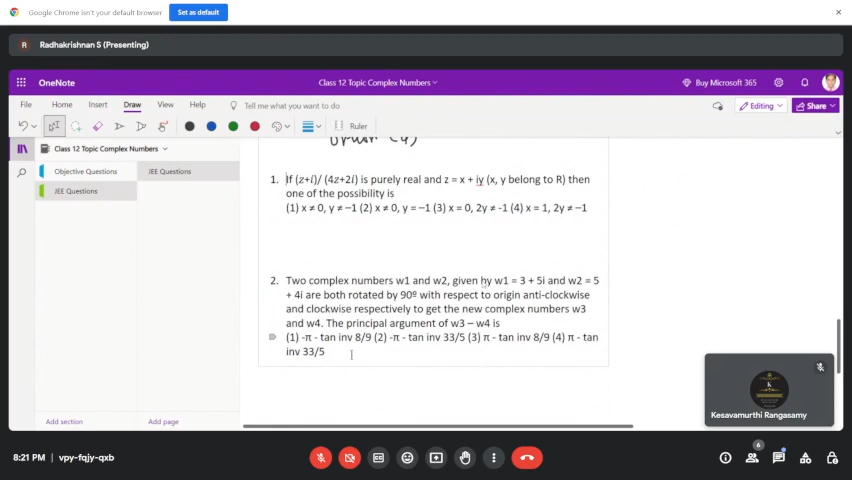 Google Chrome isn't your default browser
Set as default
R Radhakrishnan S (Presenting)
OneNote
Class 12 Topic Complex Numbers
Buy Microsoft 365
File Home Insert Draw View Help Tell me what you want to do
Editing Share
Ruler
Class 12 Topic Complex Numbers
Objective Questions
JEE Questions
JEE Questions
1. If (z+i)/ (4z+2i) is purely real and z = x + iy (x, y belong to R) then
one of the possibility is
(1) x ≠ 0, y ≠ −1 (2) x ≠ 0, y = −1 (3) x = 0, 2y ≠ -1 (4) x = 1, 2y ≠ −1
2. Two complex numbers w1 and w2, given by w1 = 3 + 5i and w2 = 5
+ 4i are both rotated by 90º with respect to origin anti-clockwise
and clockwise respectively to get the new complex numbers w3
and w4. The principal argument of w3 – w4 is
(1) -π - tan inv 8/9 (2) -π - tan inv 33/5 (3) π - tan inv 8/9 (4) π - tan
inv 33/5
Add section
Add page
K
Kesavamurthi Rangasamy
8:21 PM
vpy-fqjy-qxb
6